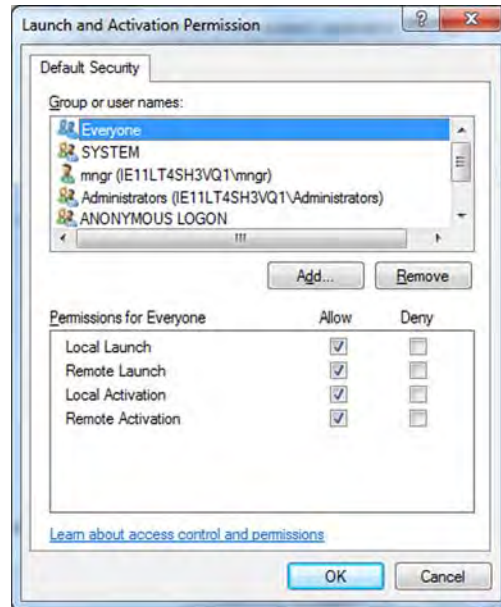 Launch and Activation Permission
Default Security
Group or user names:
Everyone
SYSTEM
mngr (IE11LT4SH3VQ1\mngr)
Administrators (IE11LT4SH3VQ1\Administrators)
ANONYMOUS LOGON
Add... Remove
Permissions for Everyone Allow Deny
Local Launch
Remote Launch
Local Activation
Remote Activation
Learn about access control and permissions
OK Cancel